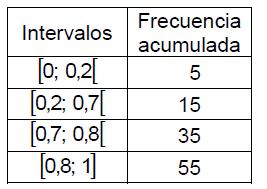 Intervalos Frecuencia acumulada
[0; 0,2[ 5
[0,2; 0,7[ 15
[0,7; 0,8[ 35
[0,8; 1] 55